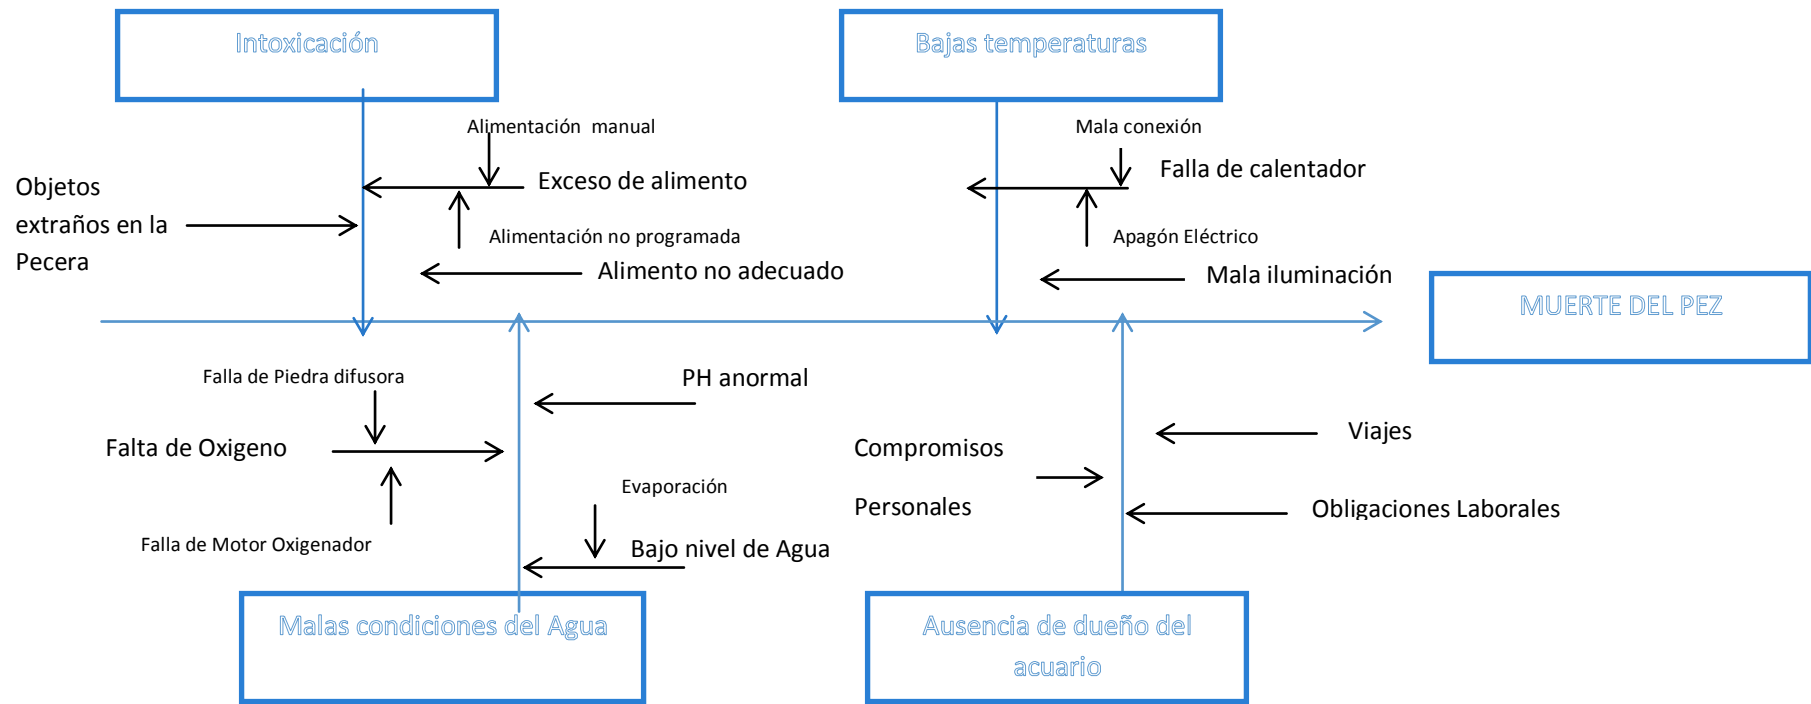 Intoxicación
Bajas temperaturas
Alimentación manual
Mala conexión
Objetos
extraños en la
Pecera
Exceso de alimento
Falla de calentador
Alimentación no programada
Apagón Eléctrico
Alimento no adecuado
Mala iluminación
MUERTE DEL PEZ
Falla de Piedra difusora
PH anormal
Falta de Oxigeno
Compromisos
Personales
Viajes
Evaporación
Obligaciones Laborales
Falla de Motor Oxigenador
Bajo nivel de Agua
Malas condiciones del Agua
Ausencia de dueño del
acuario